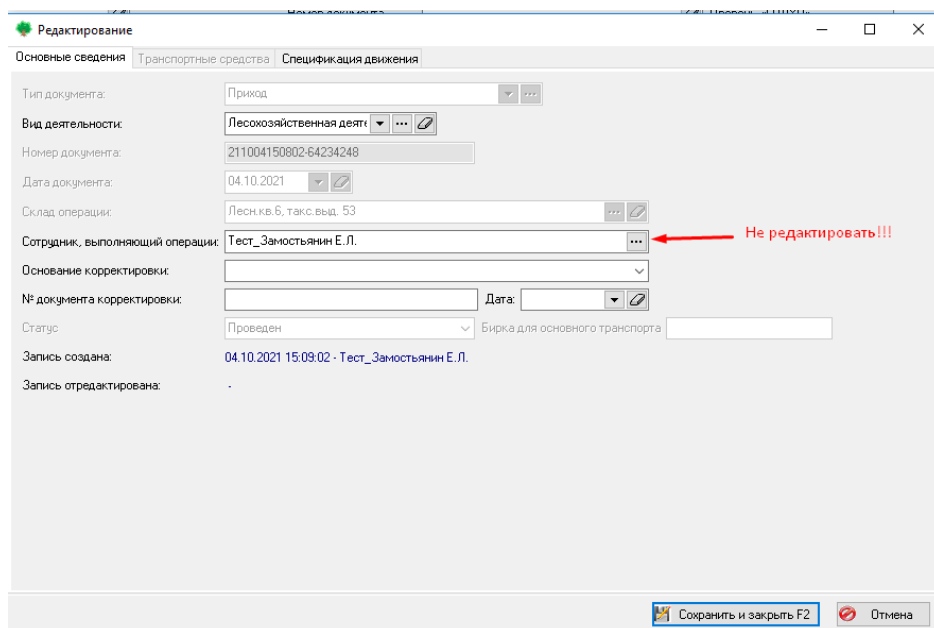 Номер документа
Редактирование
Основные сведения Транспортные средства Спецификация движения
Тип документа: Приход
Вид деятельности: Лесохозяйственная деяте
Номер документа: 211004150802-64234248
Дата документа: 04.10.2021
Склад операции: Лесн.кв.6, такс.выд. 53
Сотрудник, выполняющий операции: Тест_Замостьянин Е.Л. Не редактировать!!!
Основание корректировки:
№ документа корректировки: Дата:
Статус Проведен Бирка для основного транспорта
Запись создана: 04.10.2021 15:09:02 - Тест_Замостьянин Е.Л.
Запись отредактирована: -
Сохранить и закрыть F2 Отмена